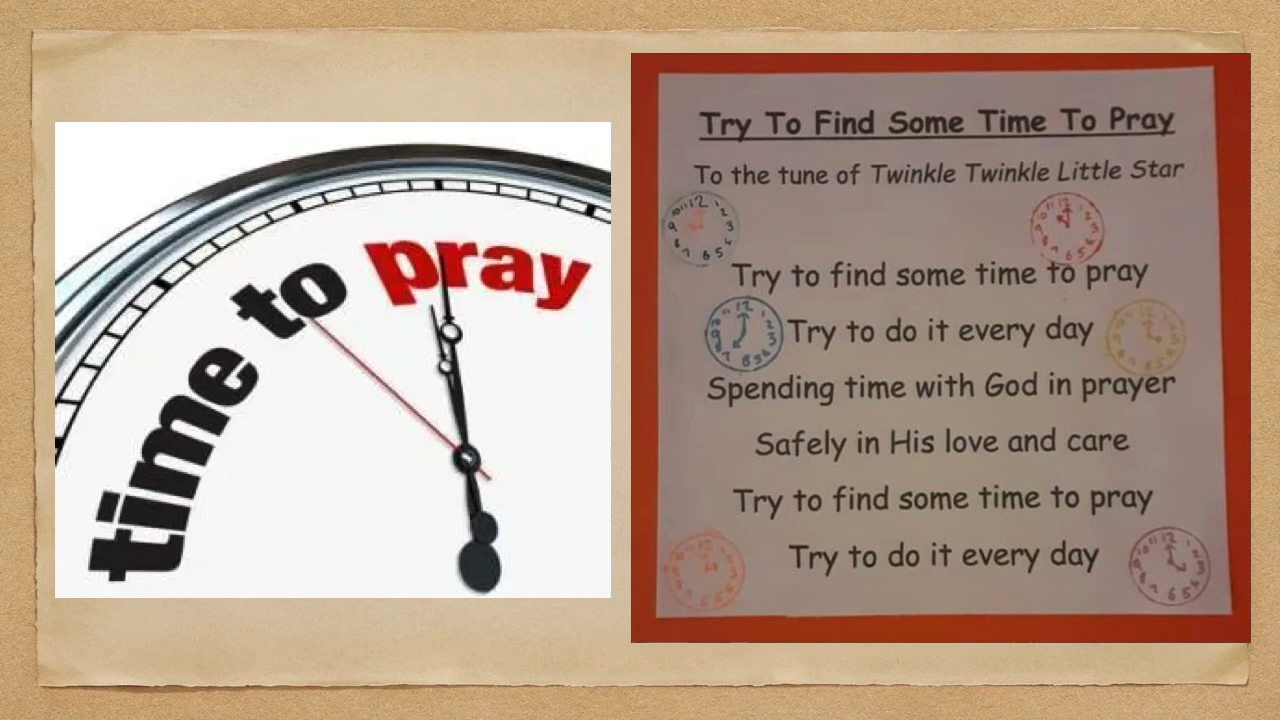 time to pray
Try To Find Some Time To Pray
To the tune of Twinkle Twinkle Little Star
Try to find some time to pray
Try to do it every day
Spending time with God in prayer
Safely in His love and care
Try to find some time to pray
Try to do it every day